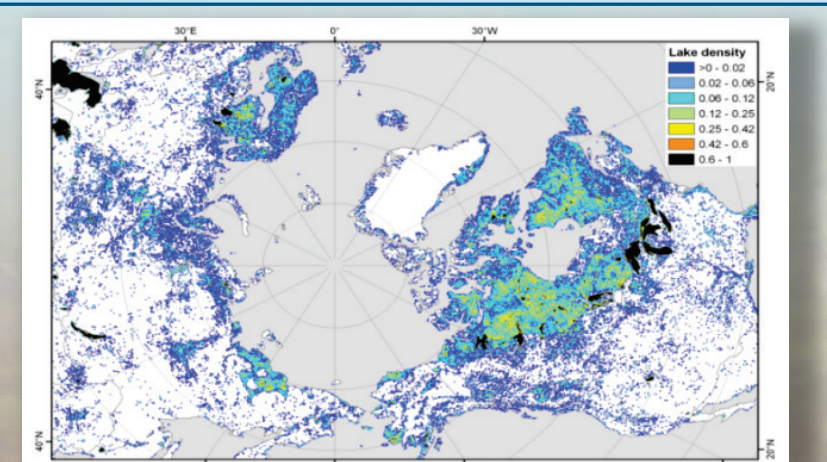 30°E
0°
30°W
Lake density
>0 - 0.02
0.02 - 0.06
0.06 - 0.12
0.12 - 0.25
0.25 - 0.42
0.42 - 0.6
0.6 - 1
40°N
20°N
40°N
20°N